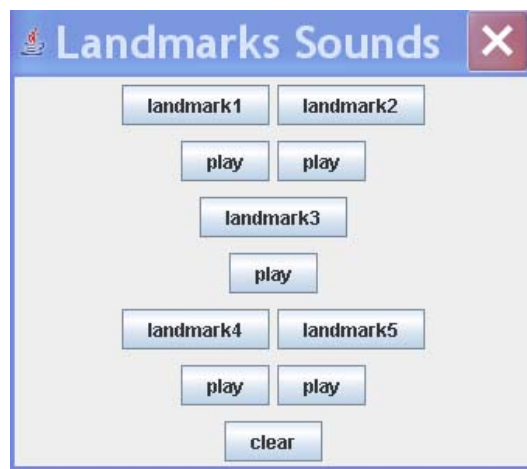 Landmarks Sounds
landmark1 landmark2
play play
landmark3
play
landmark4 landmark5
play play
clear